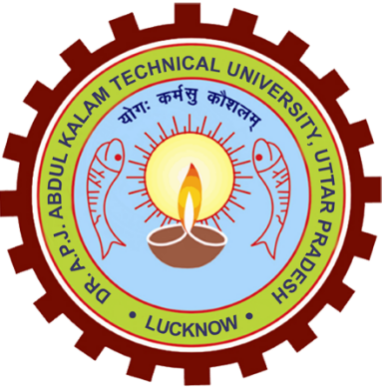 DR. A.P.J. ABDUL KALAM TECHNICAL UNIVERSITY, UTTAR PRADESH
योगः कर्मसु कौशलम्
• LUCKNOW •